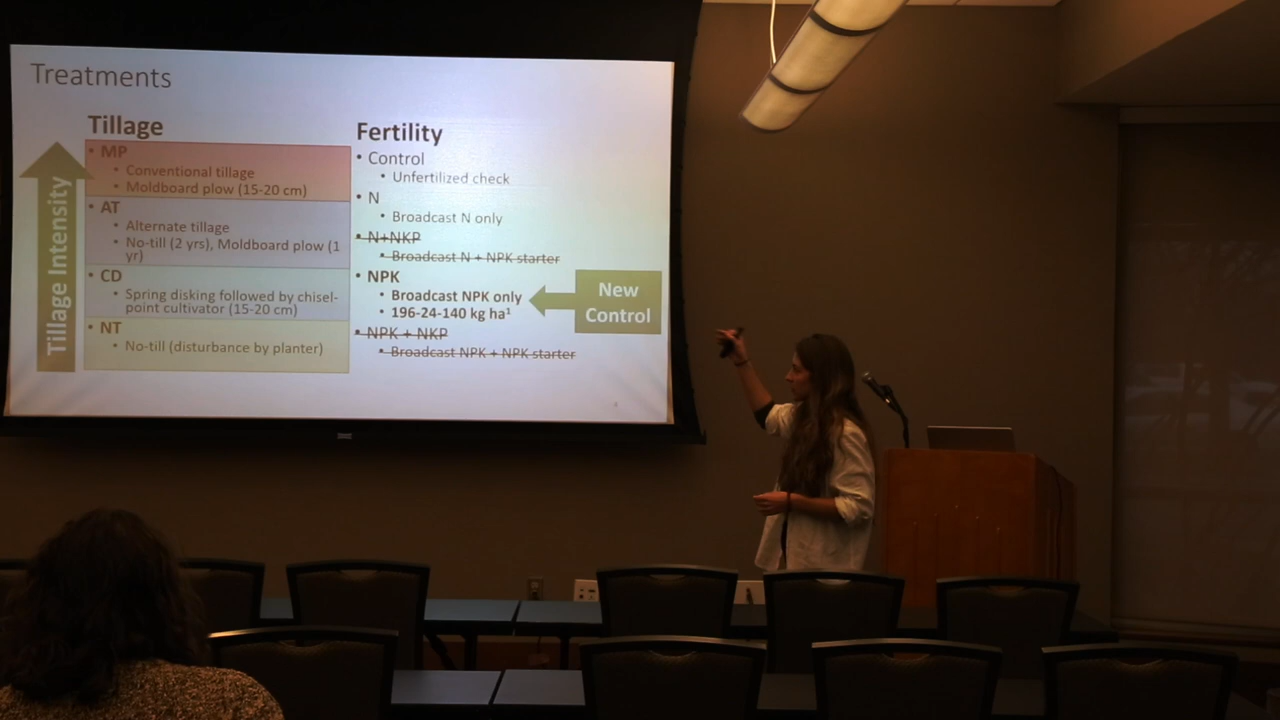 Treatments
Tillage
Tillage Intensity
• MP
• Conventional tillage
• Moldboard plow (15-20 cm)
• AT
• Alternate tillage
• No-till (2 yrs), Moldboard plow (1
yr)
• CD
• Spring disking followed by chisel-
point cultivator (15-20 cm)
• NT
• No-till (disturbance by planter)
Fertility
• Control
• Unfertilized check
• N
• Broadcast N only
• N+NKP
• Broadcast N + NPK starter
• NPK
• Broadcast NPK only
• 196-24-140 kg ha¹
• NPK + NKP
• Broadcast NPK + NPK starter
New
Control
4